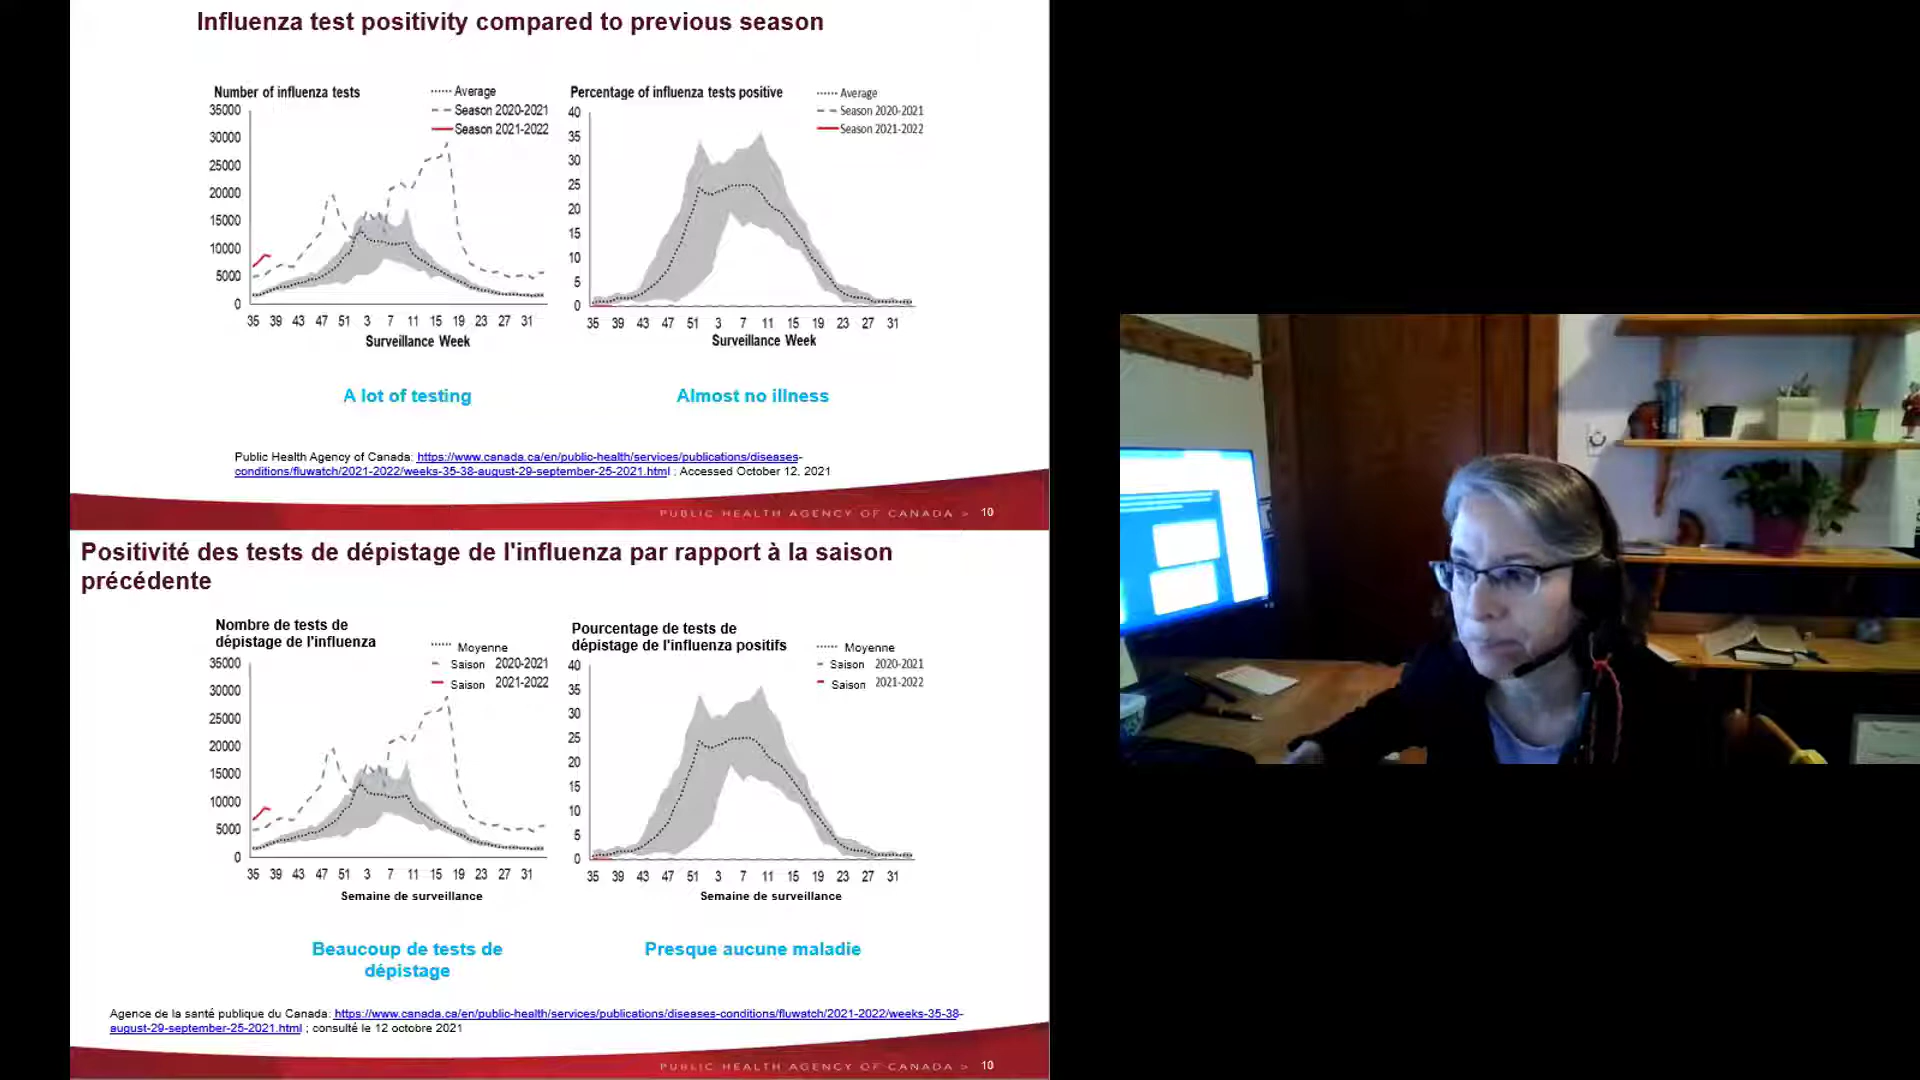 Influenza test positivity compared to previous season
Number of influenza tests
Average
Season 2020-2021
Season 2021-2022
35000
30000
25000
20000
15000
10000
5000
0
35 39 43 47 51 3 7 11 15 19 23 27 31
Surveillance Week
A lot of testing
Percentage of influenza tests positive
Average
Season 2020-2021
Season 2021-2022
40
35
30
25
20
15
10
5
0
35 39 43 47 51 3 7 11 15 19 23 27 31
Surveillance Week
Almost no illness
Public Health Agency of Canada: https://www.canada.ca/en/public-health/services/publications/diseases-
conditions/fluwatch/2021-2022/weeks-35-38-august-29-september-25-2021.html ; Accessed October 12, 2021
PUBLIC HEALTH AGENCY OF CANADA > 10
Positivité des tests de dépistage de l'influenza par rapport à la saison
précédente
Nombre de tests de
dépistage de l'influenza
Moyenne
Saison 2020-2021
Saison 2021-2022
35000
30000
25000
20000
15000
10000
5000
0
35 39 43 47 51 3 7 11 15 19 23 27 31
Semaine de surveillance
Beaucoup de tests de
dépistage
Pourcentage de tests de
dépistage de l'influenza positifs
Moyenne
Saison 2020-2021
Saison 2021-2022
40
35
30
25
20
15
10
5
0
35 39 43 47 51 3 7 11 15 19 23 27 31
Semaine de surveillance
Presque aucune maladie
Agence de la santé publique du Canada: https://www.canada.ca/en/public-health/services/publications/diseases-conditions/fluwatch/2021-2022/weeks-35-38-
august-29-september-25-2021.html ; consulté le 12 octobre 2021
PUBLIC HEALTH AGENCY OF CANADA > 10